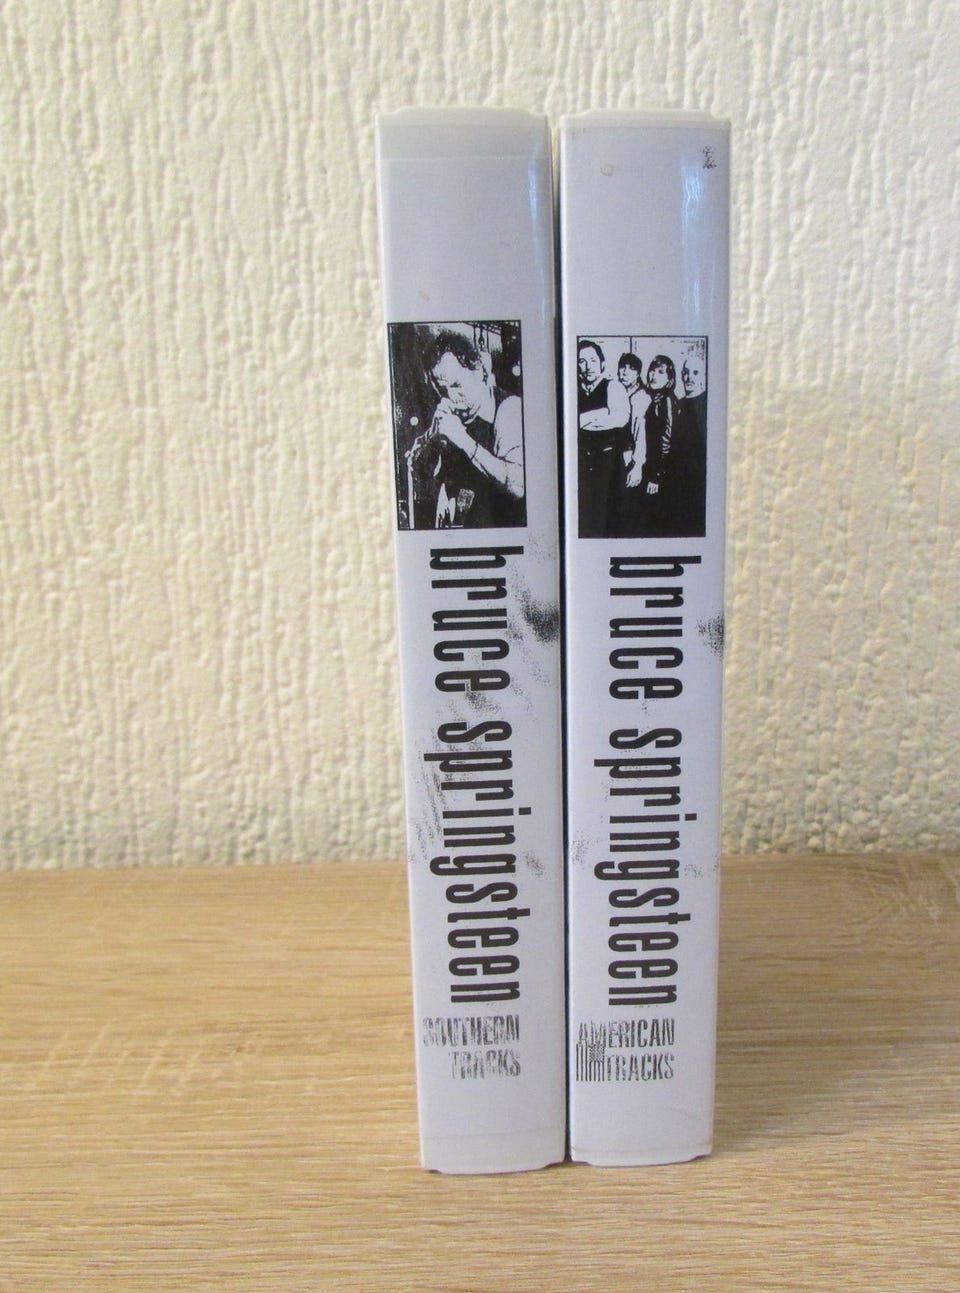 bruce springsteen
SOUTHERN
TRACKS
bruce springsteen
AMERICAN
TRACKS